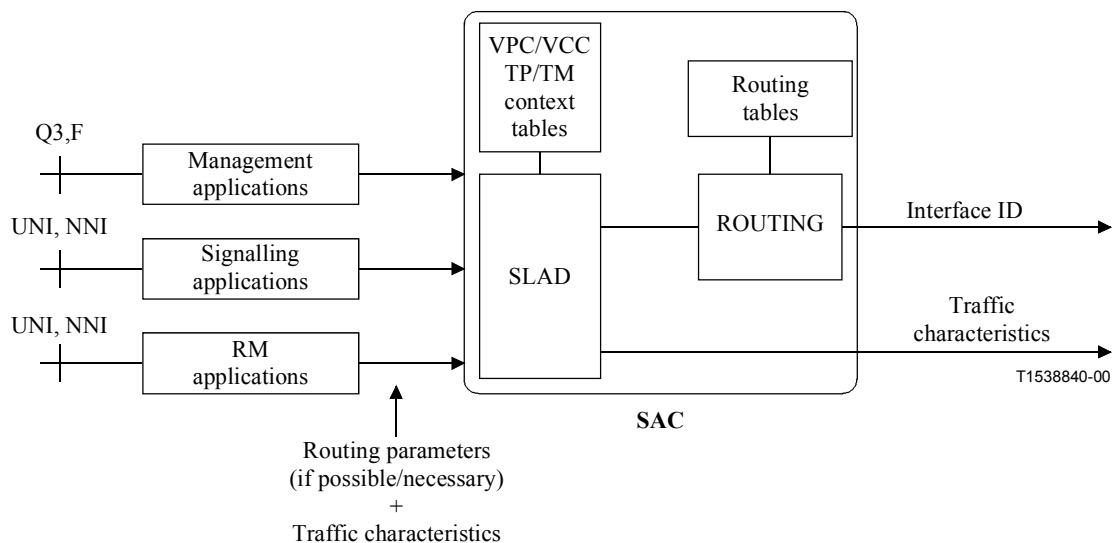 VPC/VCC
TP/TM
context
tables
Routing
tables
Q3,F
Management
applications
UNI, NNI
Signalling
applications
UNI, NNI
RM
applications
SLAD
ROUTING
Interface ID
Traffic
characteristics
T1538840-00
SAC
Routing parameters
(if possible/necessary)
+
Traffic characteristics